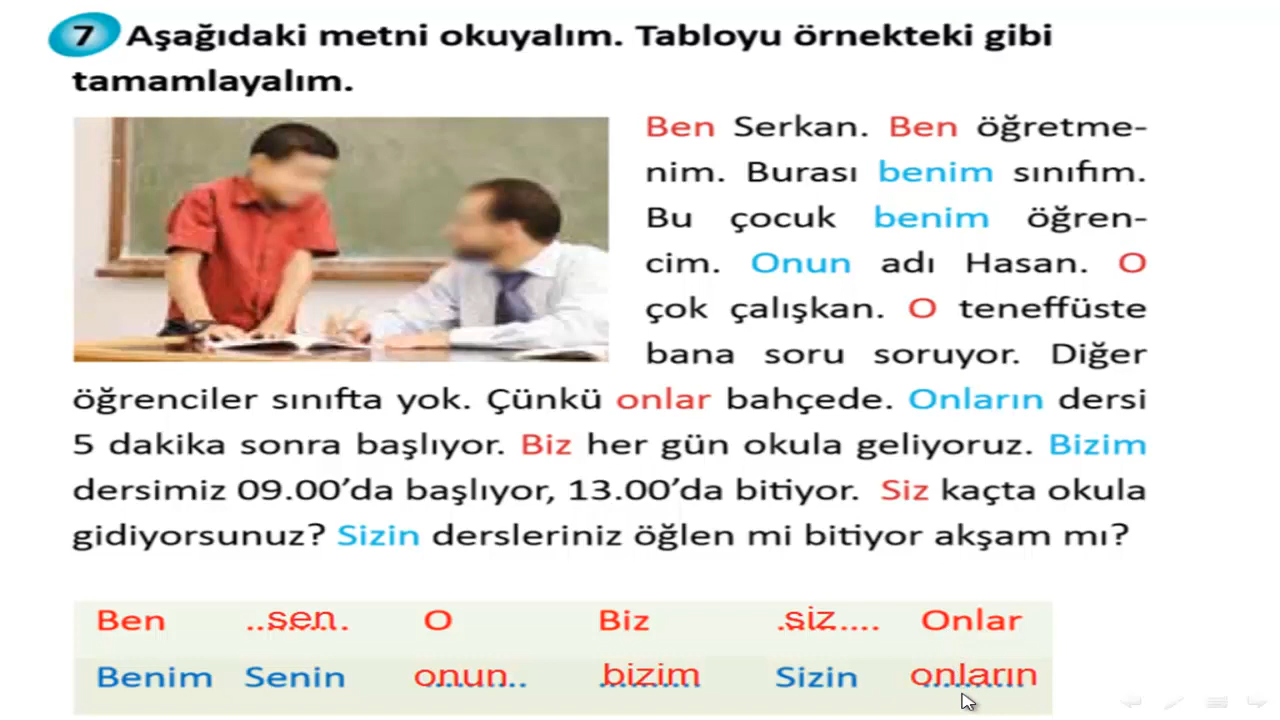 7 Aşağıdaki metni okuyalım. Tabloyu örnekteki gibi
tamamlayalım.
Ben Serkan. Ben öğretme-
nim. Burası benim sınıfım.
Bu çocuk benim öğren-
cim. Onun adı Hasan. O
çok çalışkan. O teneffüste
bana soru soruyor. Diğer
öğrenciler sınıfta yok. Çünkü onlar bahçede. Onların dersi
5 dakika sonra başlıyor. Biz her gün okula geliyoruz. Bizim
dersimiz 09.00’da başlıyor, 13.00’da bitiyor. Siz kaçta okula
gidiyorsunuz? Sizin dersleriniz öğlen mi bitiyor akşam mı?
Ben ..sen.. O Biz .siz.... Onlar
Benim Senin onun.. bizim Sizin onların